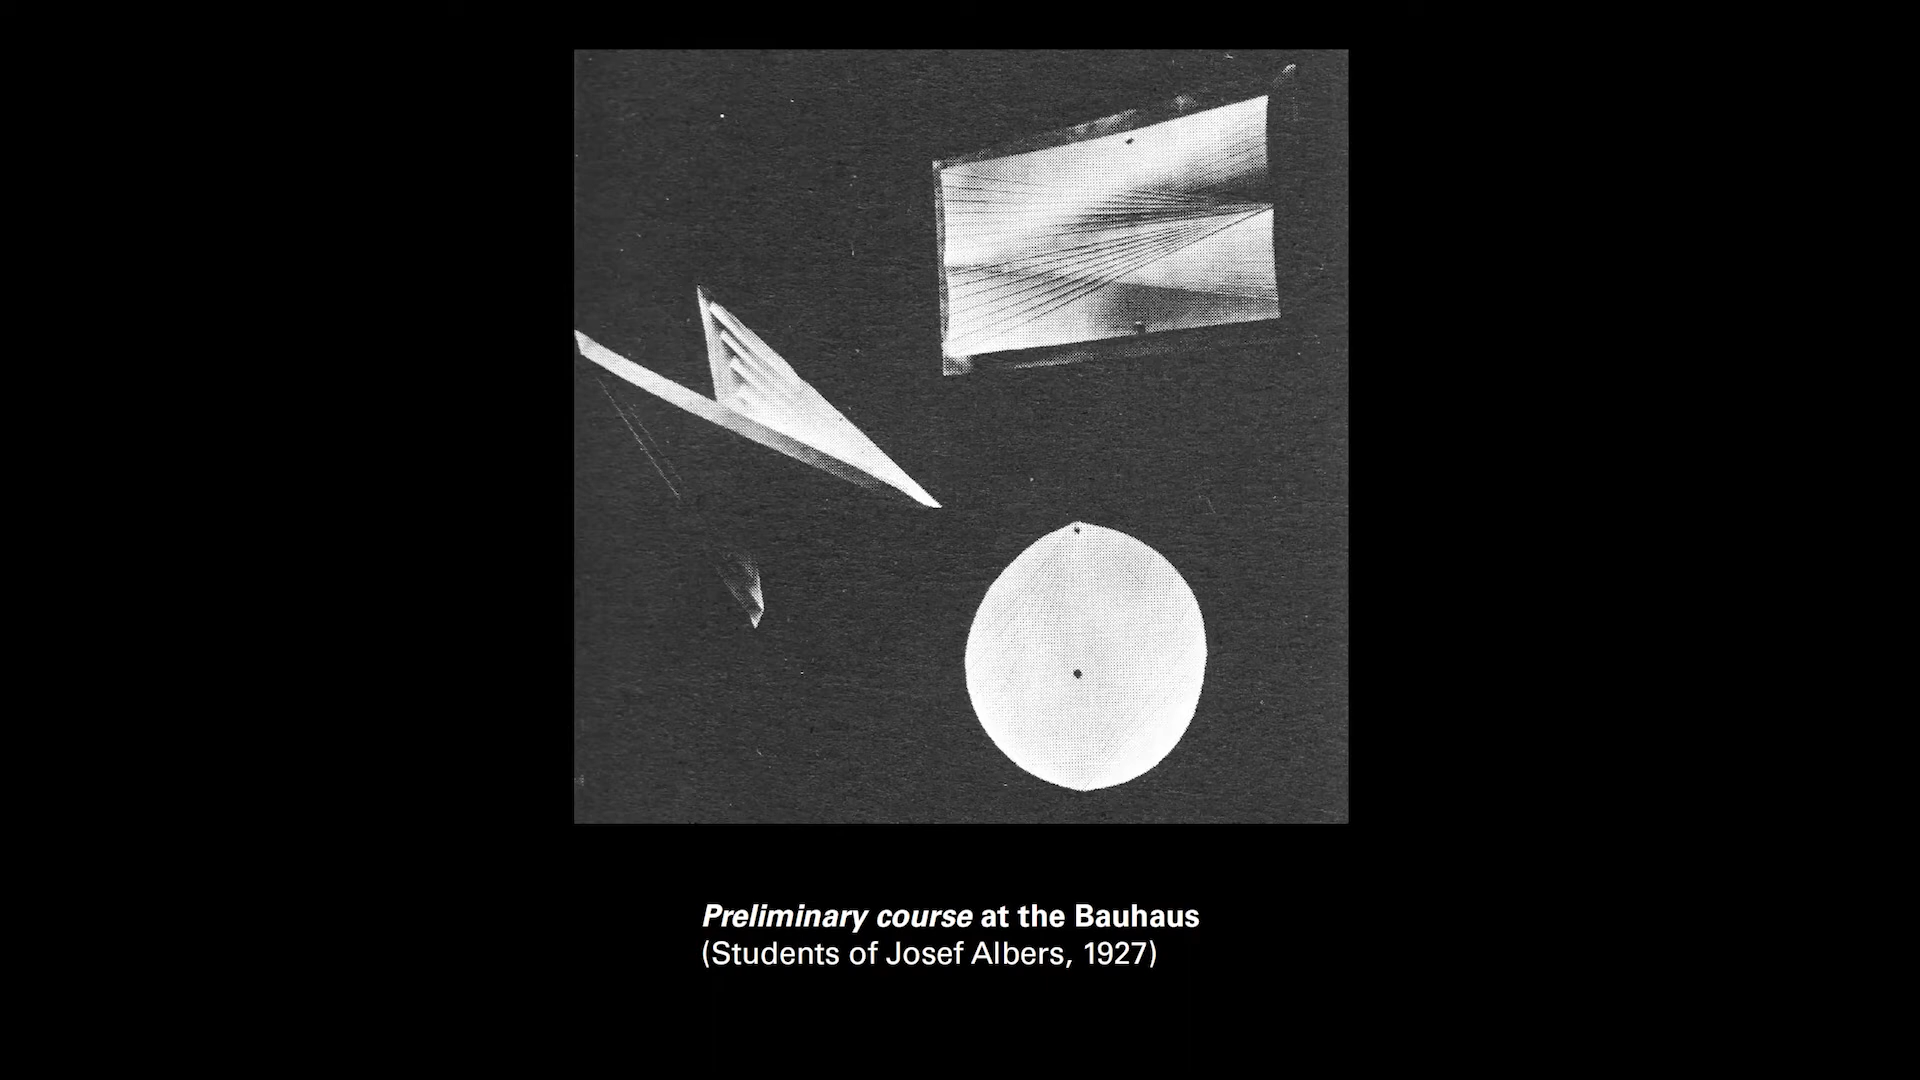 Preliminary course at the Bauhaus
(Students of Josef Albers, 1927)